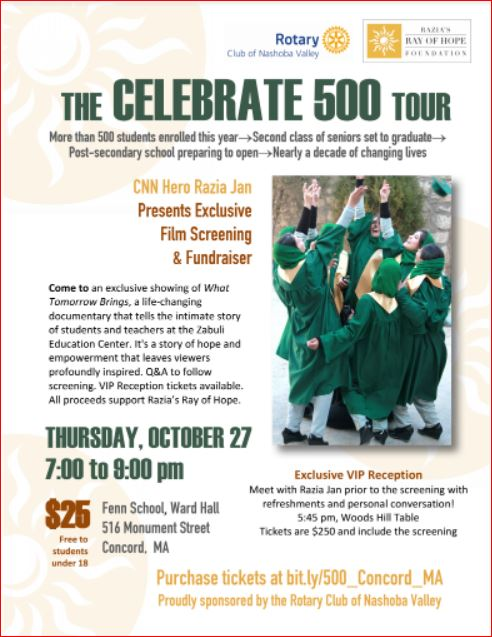 Rotary
Club of Nashoba Valley
RAZIA'S
RAY OF HOPE
FOUNDATION
THE CELEBRATE 500 TOUR
More than 500 students enrolled this year→Second class of seniors set to graduate→
Post-secondary school preparing to open→Nearly a decade of changing lives
CNN Hero Razia Jan
Presents Exclusive
Film Screening
& Fundraiser
Come to an exclusive showing of What
Tomorrow Brings, a life-changing
documentary that tells the intimate story
of students and teachers at the Zabuli
Education Center. It's a story of hope and
empowerment that leaves viewers
profoundly inspired. Q&A to follow
screening. VIP Reception tickets available.
All proceeds support Razia's Ray of Hope.
THURSDAY, OCTOBER 27
7:00 to 9:00 pm
$25
Free to
students
under 18
Fenn School, Ward Hall
516 Monument Street
Concord, MA
Exclusive VIP Reception
Meet with Razia Jan prior to the screening with
refreshments and personal conversation!
5:45 pm, Woods Hill Table
Tickets are $250 and include the screening
Purchase tickets at bit.ly/500_Concord_MA
Proudly sponsored by the Rotary Club of Nashoba Valley